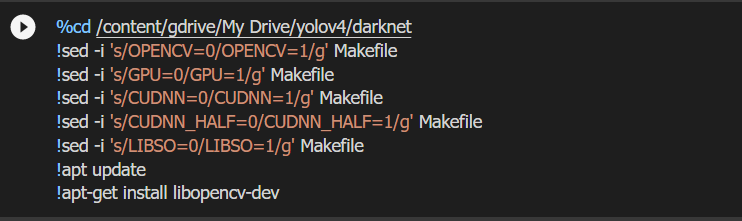 %cd /content/gdrive/My Drive/yolov4/darknet
!sed -i 's/OPENCV=0/OPENCV=1/g' Makefile
!sed -i 's/GPU=0/GPU=1/g' Makefile
!sed -i 's/CUDNN=0/CUDNN=1/g' Makefile
!sed -i 's/CUDNN_HALF=0/CUDNN_HALF=1/g' Makefile
!sed -i 's/LIBSO=0/LIBSO=1/g' Makefile
!apt update
!apt-get install libopencv-dev